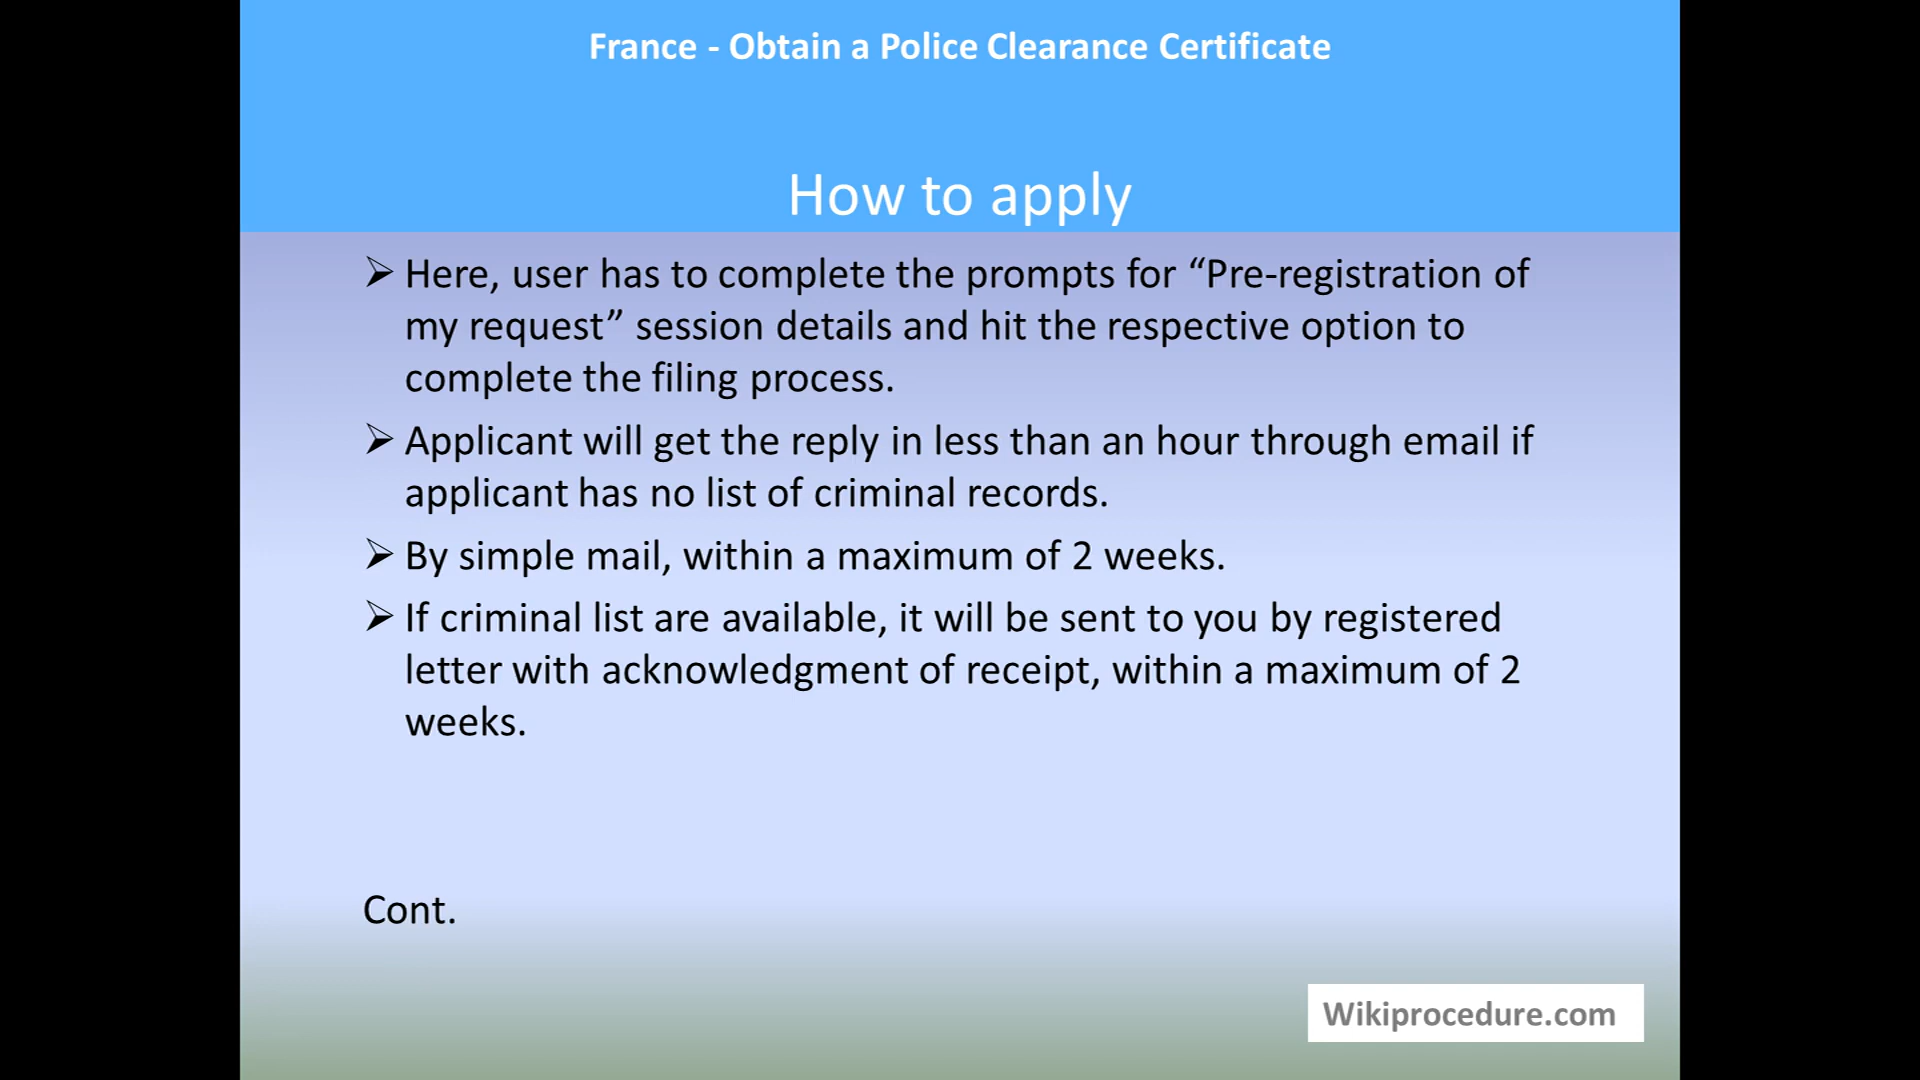 France - Obtain a Police Clearance Certificate
How to apply
➢ Here, user has to complete the prompts for “Pre-registration of
my request” session details and hit the respective option to
complete the filing process.
➢ Applicant will get the reply in less than an hour through email if
applicant has no list of criminal records.
➢ By simple mail, within a maximum of 2 weeks.
➢ If criminal list are available, it will be sent to you by registered
letter with acknowledgment of receipt, within a maximum of 2
weeks.
Cont.
Wikiprocedure.com